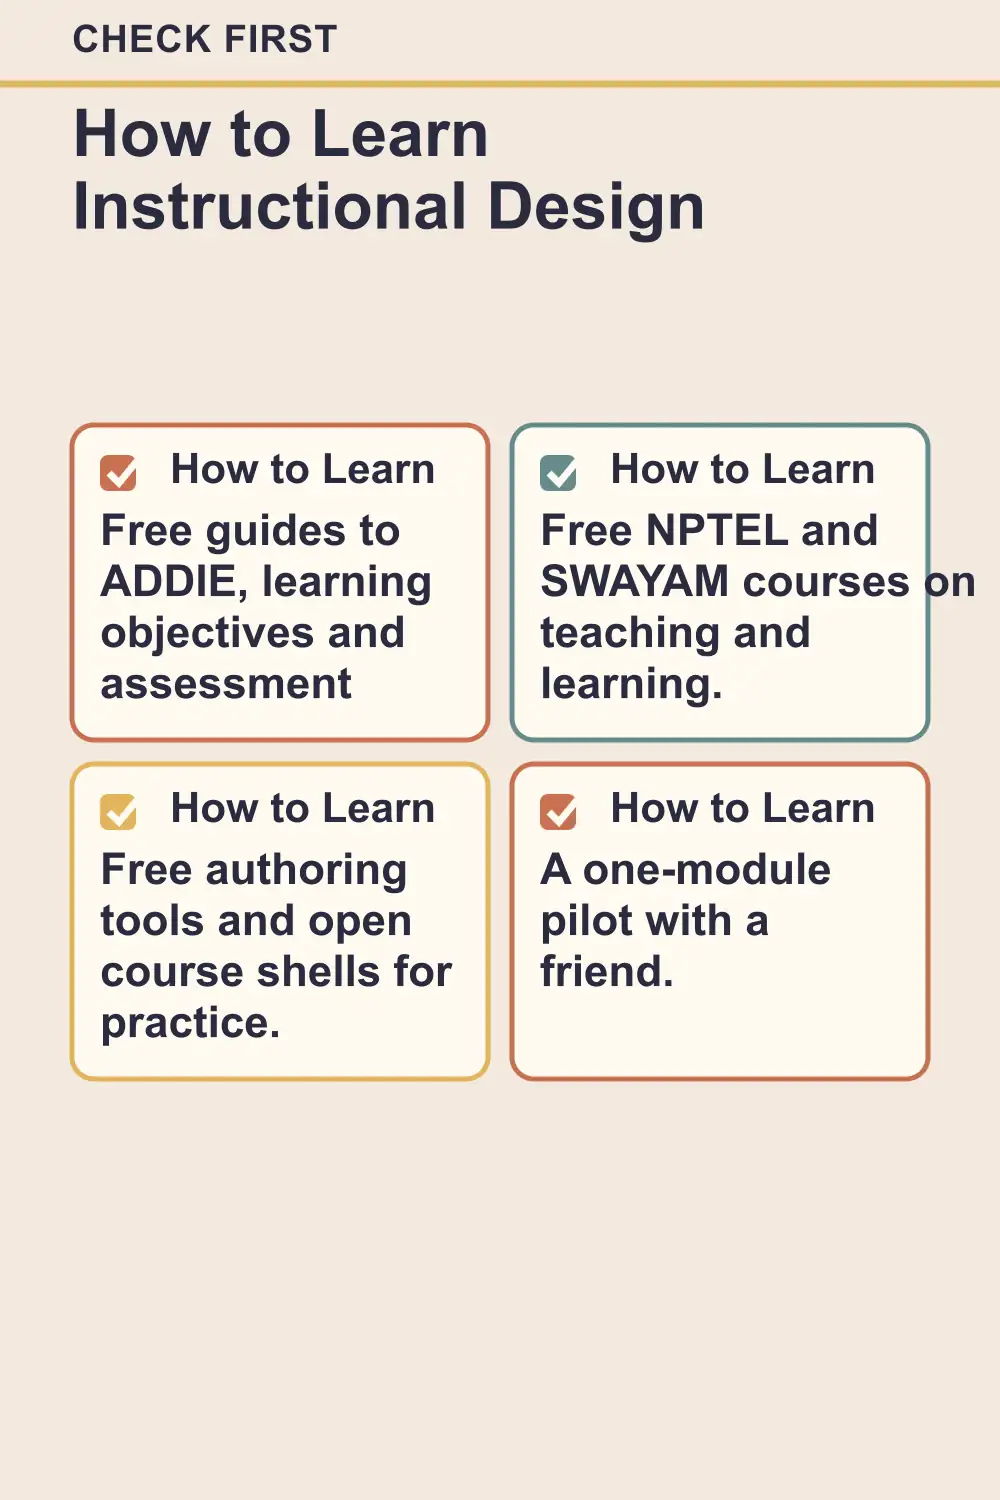 CHECK FIRST
How to Learn
Instructional Design
How to Learn
Free guides to
ADDIE, learning
objectives and
assessment
How to Learn
Free NPTEL and
SWAYAM courses on
teaching and
learning.
How to Learn
Free authoring
tools and open
course shells for
practice.
How to Learn
A one-module
pilot with a
friend.